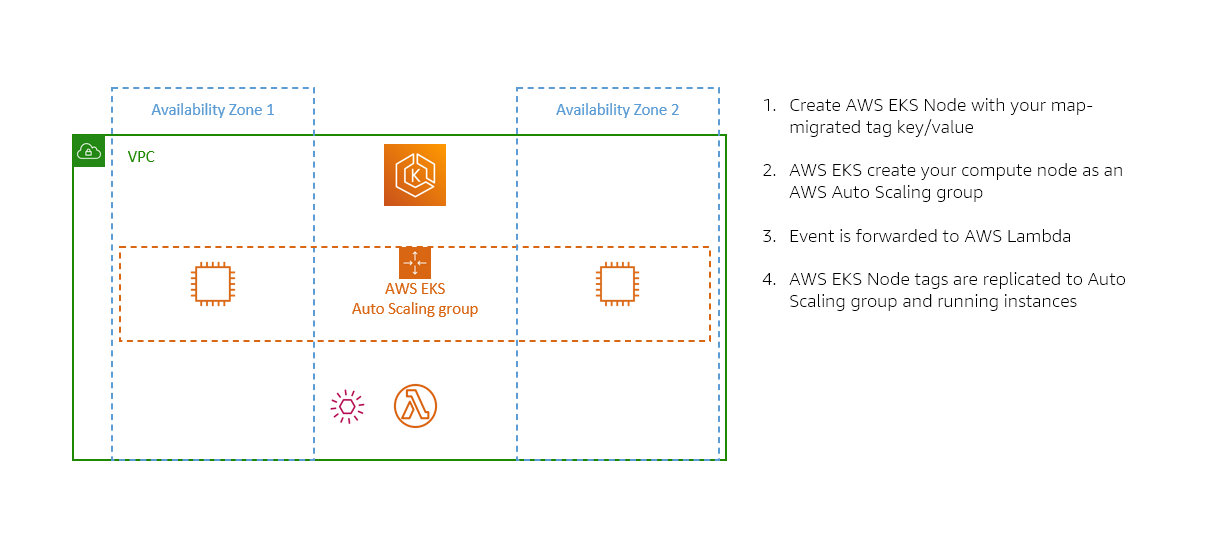 Availability Zone 1
Availability Zone 2
VPC
K
AWS EKS
Auto Scaling group
1. Create AWS EKS Node with your map-
migrated tag key/value
2. AWS EKS create your compute node as an
AWS Auto Scaling group
3. Event is forwarded to AWS Lambda
4. AWS EKS Node tags are replicated to Auto
Scaling group and running instances